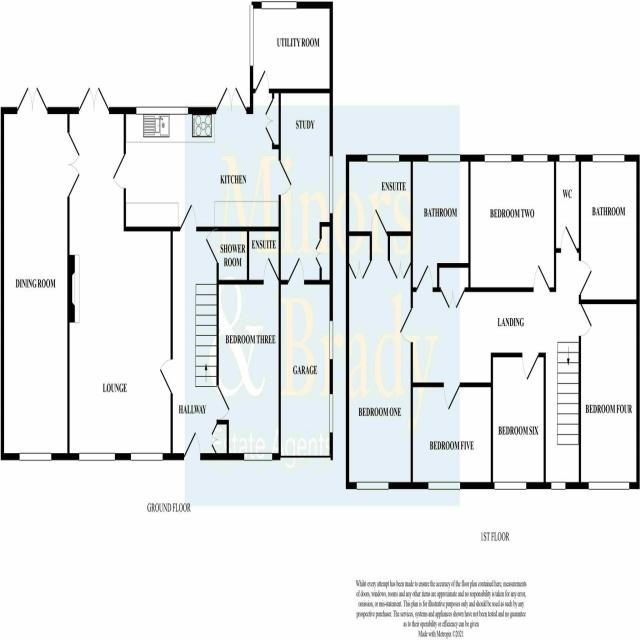 UTILITY ROOM
STUDY
KITCHEN
DINING ROOM
LOUNGE
SHOWER
ROOM
ENSUITE
BEDROOM THREE
GARAGE
HALLWAY
GROUND FLOOR
ENSUITE
BATHROOM
BEDROOM TWO
WC
BATHROOM
LANDING
BEDROOM ONE
BEDROOM FIVE
BEDROOM SIX
BEDROOM FOUR
1ST FLOOR
Minors
& Brady
Estate Agents
Whilst every attempt has been made to ensure the accuracy of the floor plan contained here, measurements
of doors, windows, rooms and any other items are approximate and no responsibility is taken for any error,
omission, or mis-statement. This plan is for illustrative purposes only and should be used as such by any
prospective purchaser. The services, systems and appliances shown have not been tested and no guarantee
as to their operability or efficiency can be given
Made with Metropix ©2021